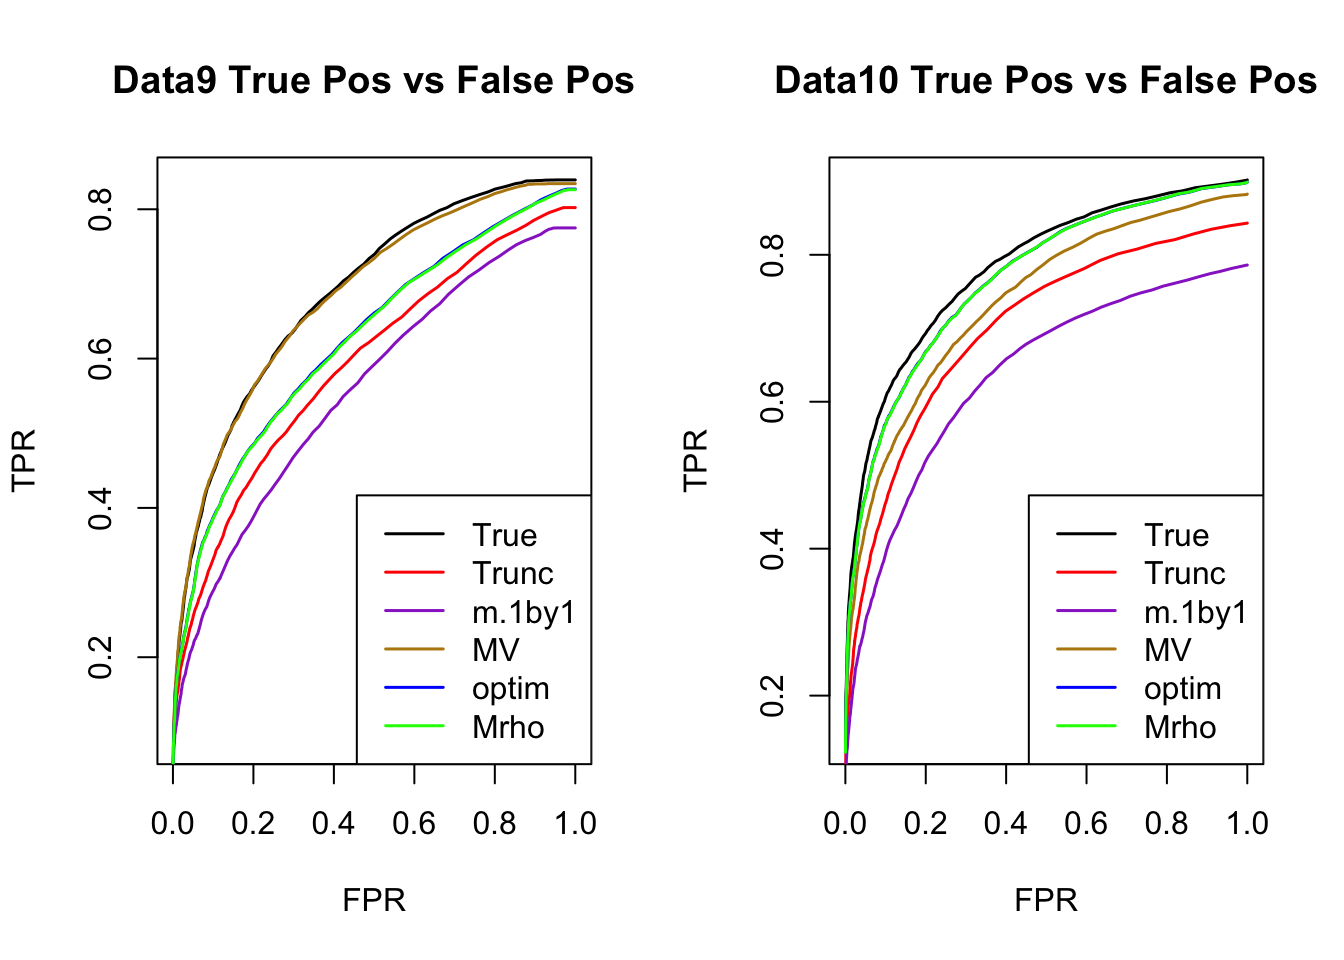 Data9 True Pos vs False Pos
TPR
0.8
0.6
0.4
0.2
True
Trunc
m.1by1
MV
optim
Mrho
0.0 0.2 0.4 0.6 0.8 1.0
FPR
Data10 True Pos vs False Pos
TPR
0.8
0.6
0.4
0.2
True
Trunc
m.1by1
MV
optim
Mrho
0.0 0.2 0.4 0.6 0.8 1.0
FPR